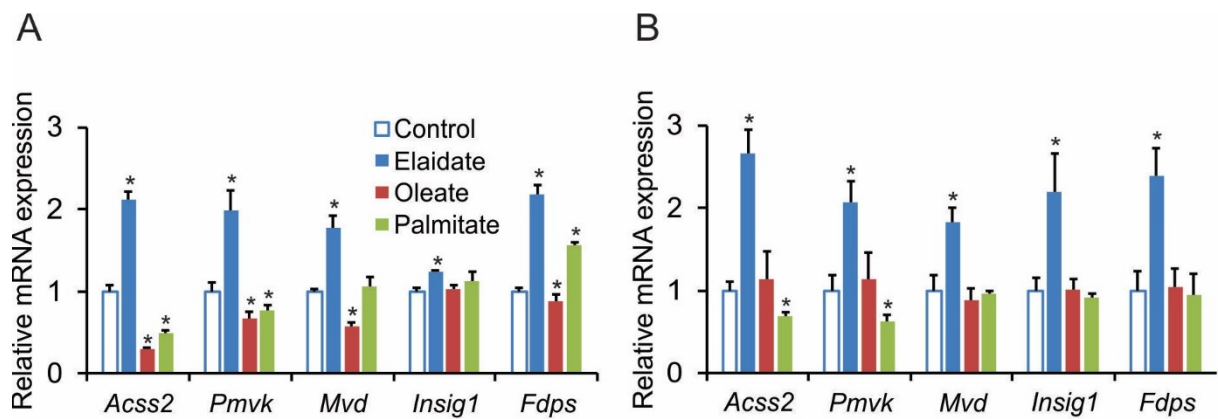 A
Relative mRNA expression
3
2
1
0
Control
Elaidate
Oleate
Palmitate
* * * * * * * * * * * *
Acss2 Pmvk Mvd Insig1 Fdps
B
Relative mRNA expression
3
2
1
0
* * * * * * *
Acss2 Pmvk Mvd Insig1 Fdps